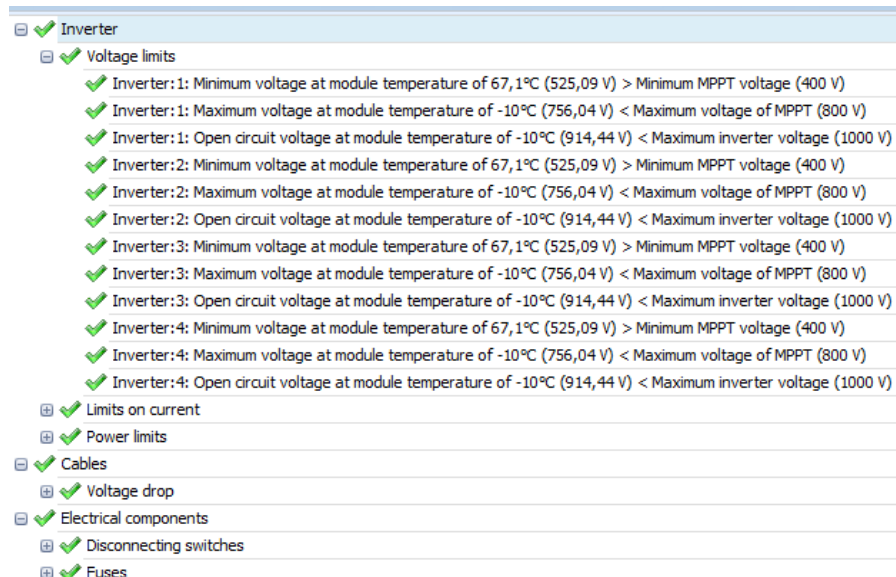 Inverter
Voltage limits
Inverter:1: Minimum voltage at module temperature of 67,1°C (525,09 V) > Minimum MPPT voltage (400 V)
Inverter:1: Maximum voltage at module temperature of -10°C (756,04 V) < Maximum voltage of MPPT (800 V)
Inverter:1: Open circuit voltage at module temperature of -10°C (914,44 V) < Maximum inverter voltage (1000 V)
Inverter:2: Minimum voltage at module temperature of 67,1°C (525,09 V) > Minimum MPPT voltage (400 V)
Inverter:2: Maximum voltage at module temperature of -10°C (756,04 V) < Maximum voltage of MPPT (800 V)
Inverter:2: Open circuit voltage at module temperature of -10°C (914,44 V) < Maximum inverter voltage (1000 V)
Inverter:3: Minimum voltage at module temperature of 67,1°C (525,09 V) > Minimum MPPT voltage (400 V)
Inverter:3: Maximum voltage at module temperature of -10°C (756,04 V) < Maximum voltage of MPPT (800 V)
Inverter:3: Open circuit voltage at module temperature of -10°C (914,44 V) < Maximum inverter voltage (1000 V)
Inverter:4: Minimum voltage at module temperature of 67,1°C (525,09 V) > Minimum MPPT voltage (400 V)
Inverter:4: Maximum voltage at module temperature of -10°C (756,04 V) < Maximum voltage of MPPT (800 V)
Inverter:4: Open circuit voltage at module temperature of -10°C (914,44 V) < Maximum inverter voltage (1000 V)
Limits on current
Power limits
Cables
Voltage drop
Electrical components
Disconnecting switches
Fuses